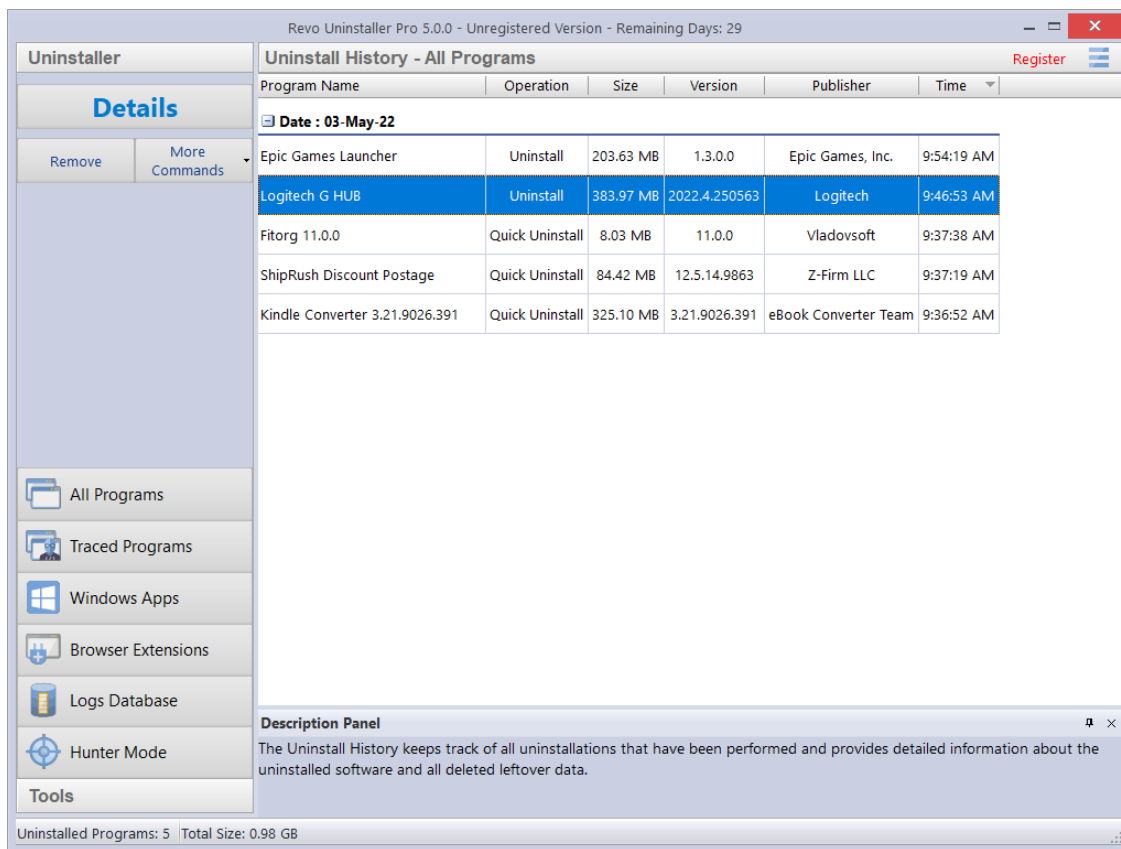 Revo Uninstaller Pro 5.0.0 - Unregistered Version - Remaining Days: 29
Uninstaller
Uninstall History - All Programs
Register
Details
Remove
More
Commands
Program Name Operation Size Version Publisher Time
Date : 03-May-22
Epic Games Launcher Uninstall 203.63 MB 1.3.0.0 Epic Games, Inc. 9:54:19 AM
Logitech G HUB Uninstall 383.97 MB 2022.4.250563 Logitech 9:46:53 AM
Fitorg 11.0.0 Quick Uninstall 8.03 MB 11.0.0 Vladovsoft 9:37:38 AM
ShipRush Discount Postage Quick Uninstall 84.42 MB 12.5.14.9863 Z-Firm LLC 9:37:19 AM
Kindle Converter 3.21.9026.391 Quick Uninstall 325.10 MB 3.21.9026.391 eBook Converter Team 9:36:52 AM
All Programs
Traced Programs
Windows Apps
Browser Extensions
Logs Database
Hunter Mode
Tools
Description Panel
The Uninstall History keeps track of all uninstallations that have been performed and provides detailed information about the
uninstalled software and all deleted leftover data.
Uninstalled Programs: 5 Total Size: 0.98 GB